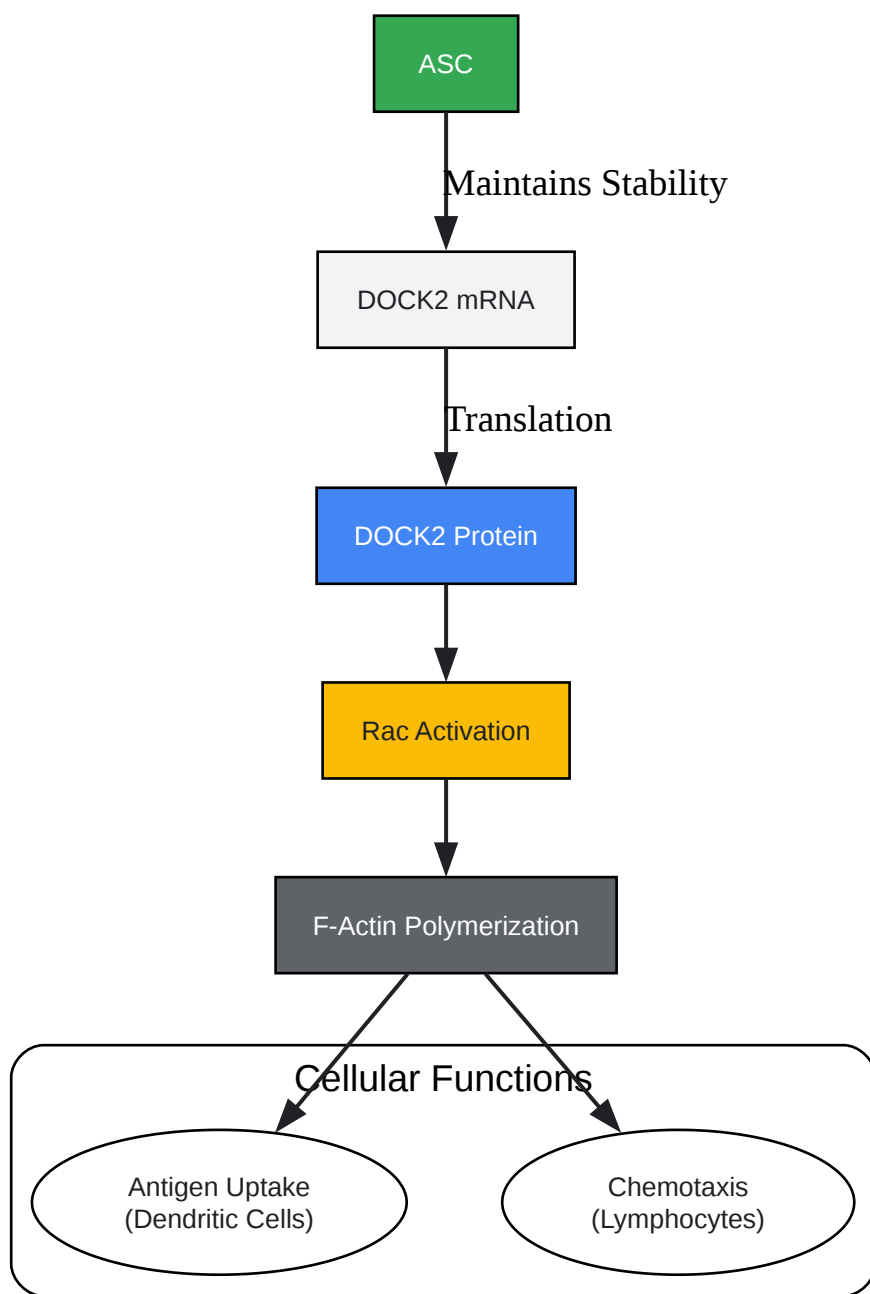 ASC
Maintains Stability
DOCK2 mRNA
Translation
DOCK2 Protein
Rac Activation
F-Actin Polymerization
Cellular Functions
Antigen Uptake
(Dendritic Cells)
Chemotaxis
(Lymphocytes)